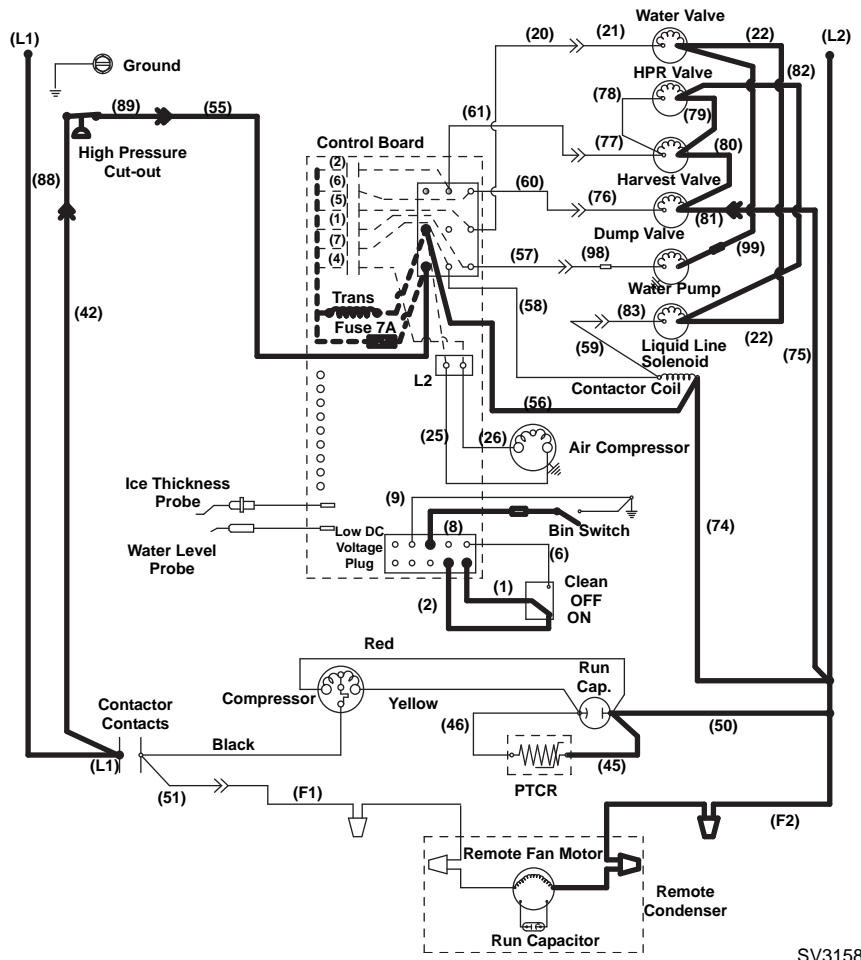 (L1)
Ground
(20)
(21)
Water Valve
(22)
(L2)
HPR Valve
(82)
(89)
(55)
(61)
(78)
(79)
High Pressure
Cut-out
Control Board
(2)
(6)
(5)
(1)
(7)
(4)
(77)
(80)
Harvest Valve
(88)
(60)
(76)
(81)
Dump Valve
(57)
(98)
(99)
Water Pump
Trans
Fuse 7A
(42)
(58)
(83)
(59)
(22)
(75)
Liquid Line
Solenoid
Contactor Coil
L2
(56)
(25)
(26)
Air Compressor
Ice Thickness
Probe
(9)
Water Level
Probe
Low DC
Voltage
Plug
(8)
Bin Switch
(6)
(74)
(2)
(1)
Clean
OFF
ON
Red
Run
Cap.
Compressor
Yellow
Contactor
Contacts
(46)
(50)
Black
(L1)
(45)
(51)
PTCR
(F1)
(F2)
Remote Fan Motor
Remote
Condenser
Run Capacitor
SV3158